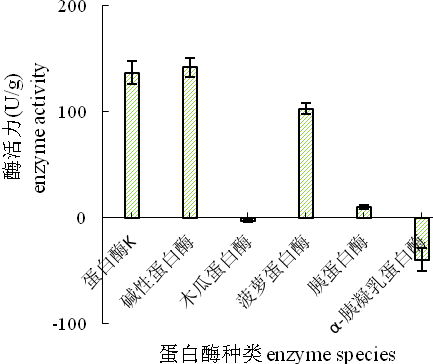 200
100
0
-100
酶活力(U/g)
enzyme activity
蛋白酶K
碱性蛋白酶
木瓜蛋白酶
菠萝蛋白酶
胰蛋白酶
α-胰凝乳蛋白酶
蛋白酶种类 enzyme species